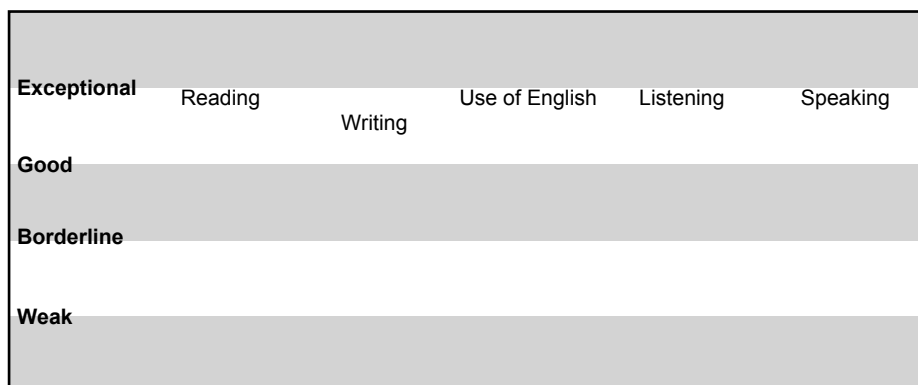 Exceptional
Reading Use of English Listening Speaking
Writing
Good
Borderline
Weak